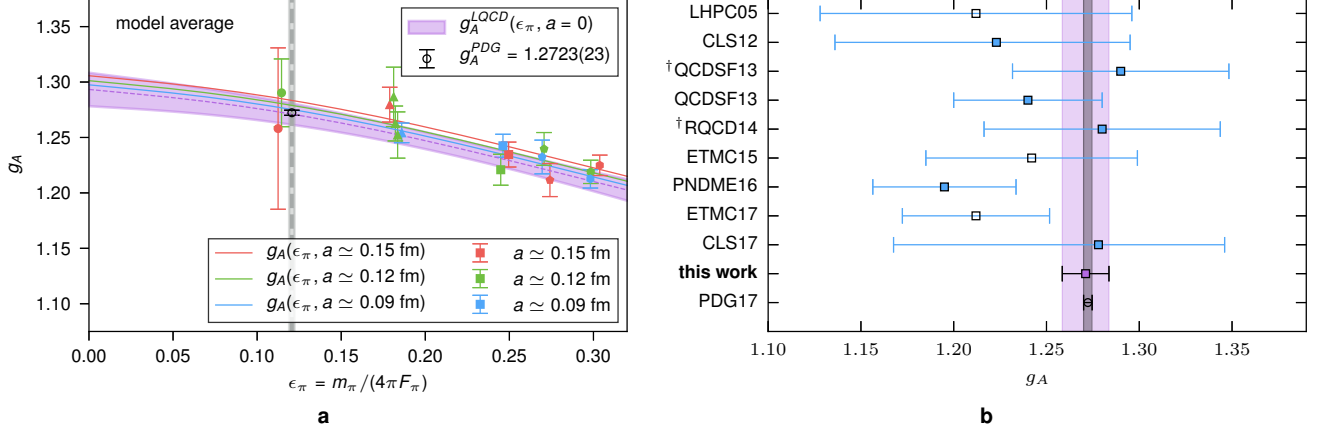 model average
g_A^{LQCD}(ϵ_π, a = 0)
g_A^{PDG} = 1.2723(23)
1.35
1.30
1.25
1.20
1.15
1.10
g_A
g_A(ϵ_π, a ≃ 0.15 fm)
g_A(ϵ_π, a ≃ 0.12 fm)
g_A(ϵ_π, a ≃ 0.09 fm)
a ≃ 0.15 fm
a ≃ 0.12 fm
a ≃ 0.09 fm
0.00 0.05 0.10 0.15 0.20 0.25 0.30
ϵ_π = m_π/(4πF_π)
a
LHPC05
CLS12
†QCDSF13
QCDSF13
†RQCD14
ETMC15
PNDME16
ETMC17
CLS17
this work
PDG17
1.10 1.15 1.20 1.25 1.30 1.35
g_A
b